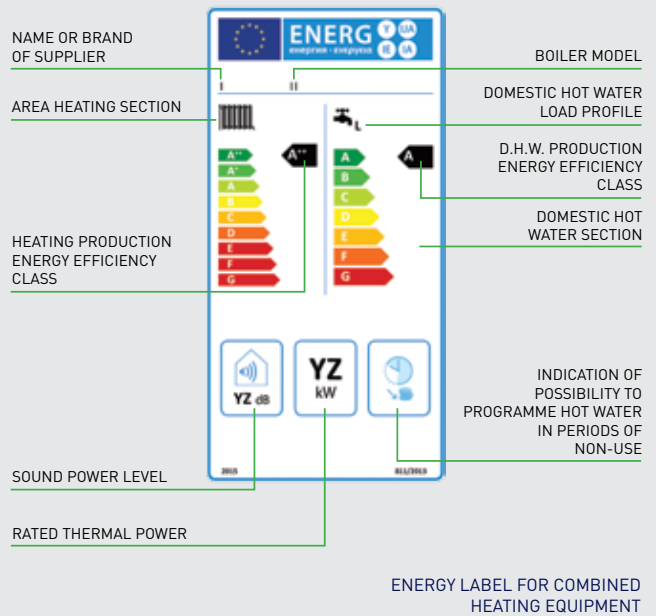 NAME OR BRAND
OF SUPPLIER
AREA HEATING SECTION
HEATING PRODUCTION
ENERGY EFFICIENCY
CLASS
SOUND POWER LEVEL
RATED THERMAL POWER
ENERG
енергия · ενεργεια
Y
UA
IE
IA
I
II
L
A++
A+
A
B
C
D
E
F
G
A++
A
B
C
D
E
F
G
A
YZ dB
YZ
kW
2015
811/2013
BOILER MODEL
DOMESTIC HOT WATER
LOAD PROFILE
D.H.W. PRODUCTION
ENERGY EFFICIENCY
CLASS
DOMESTIC HOT
WATER SECTION
INDICATION OF
POSSIBILITY TO
PROGRAMME HOT WATER
IN PERIODS OF
NON-USE
ENERGY LABEL FOR COMBINED
HEATING EQUIPMENT